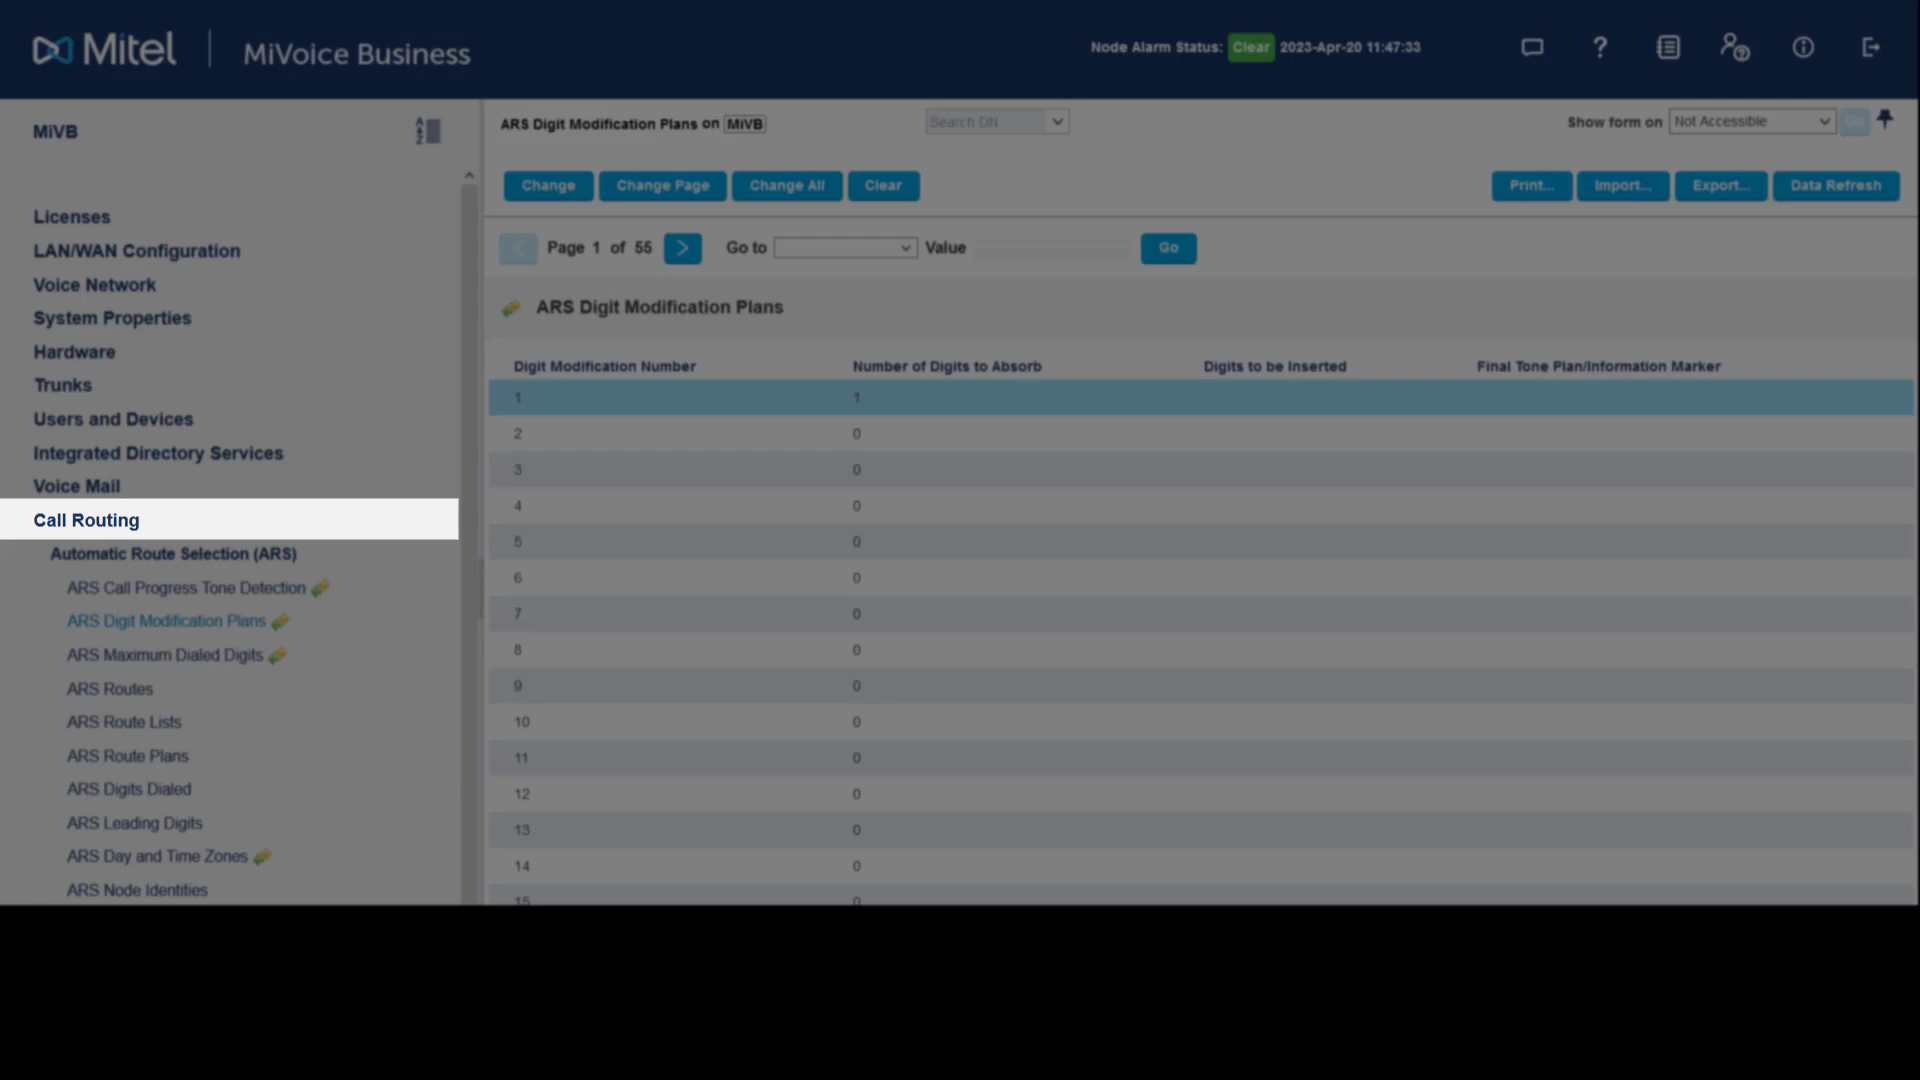 Mitel | MiVoice Business
Node Alarm Status: Clear 2023-Apr-20 11:47:33
MiVB
A
Z
Licenses
LAN/WAN Configuration
Voice Network
System Properties
Hardware
Trunks
Users and Devices
Integrated Directory Services
Voice Mail
Call Routing
Automatic Route Selection (ARS)
ARS Call Progress Tone Detection
ARS Digit Modification Plans
ARS Maximum Dialed Digits
ARS Routes
ARS Route Lists
ARS Route Plans
ARS Digits Dialed
ARS Leading Digits
ARS Day and Time Zones
ARS Node Identities
ARS Digit Modification Plans on MiVB Search DN Show form on Not Accessible Go
Change Change Page Change All Clear Print... Import... Export... Data Refresh
< Page 1 of 55 > Go to Value Go
ARS Digit Modification Plans
Digit Modification Number Number of Digits to Absorb Digits to be Inserted Final Tone Plan/Information Marker
1 1
2 0
3 0
4 0
5 0
6 0
7 0
8 0
9 0
10 0
11 0
12 0
13 0
14 0
15 0